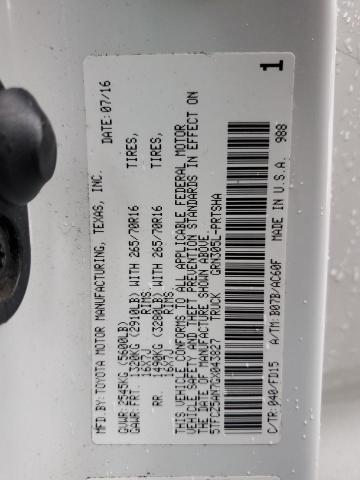 MFD.BY: TOYOTA MOTOR MANUFACTURING, TEXAS, INC. DATE: 07/16
GVWR: 2545KG (5600LB)
GAWR: FRT. 1320KG (2910LB) WITH 265/70R16 TIRES,
16X7J RIMS,
RR. 1490KG (3280LB) WITH 265/70R16 TIRES,
16X7J RIMS,
THIS VEHICLE CONFORMS TO ALL APPLICABLE FEDERAL MOTOR
VEHICLE SAFETY AND THEFT PREVENTION STANDARDS IN EFFECT ON
THE DATE OF MANUFACTURE SHOWN ABOVE.
5TFCZ5AN7GX043827 TRUCK GRN305L-PRTSHA
C/TR: 040/FD15 A/TM: B07B/AC60F MADE IN U.S.A. 988
1